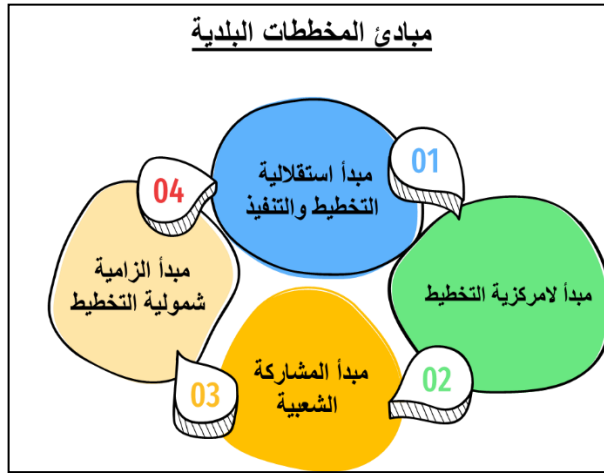 مبادئ المخططات البلدية
01
مبدأ استقلالية
التخطيط والتنفيذ
02
مبدأ لامركزية التخطيط
03
مبدأ المشاركة
الشعبية
04
مبدأ الزامية
شمولية التخطيط